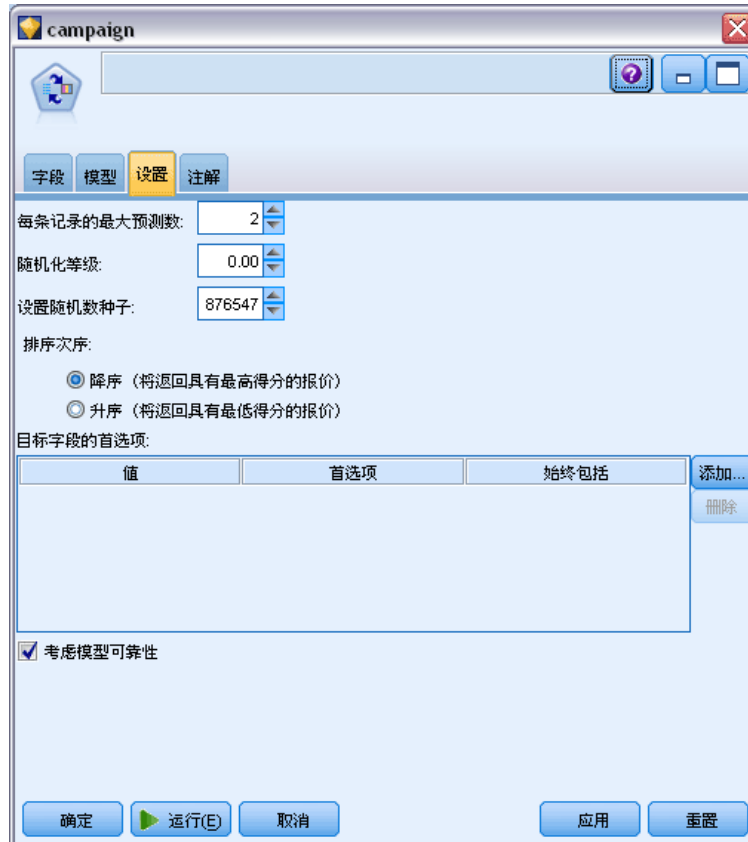 campaign
字段 模型 设置 注解
每条记录的最大预测数: 2
随机化等级: 0.00
设置随机数种子: 876547
排序次序:
降序（将返回具有最高得分的报价）
升序（将返回具有最低得分的报价）
目标字段的首选项:
值 首选项 始终包括 添加...
删除
考虑模型可靠性
确定 运行(E) 取消 应用 重置